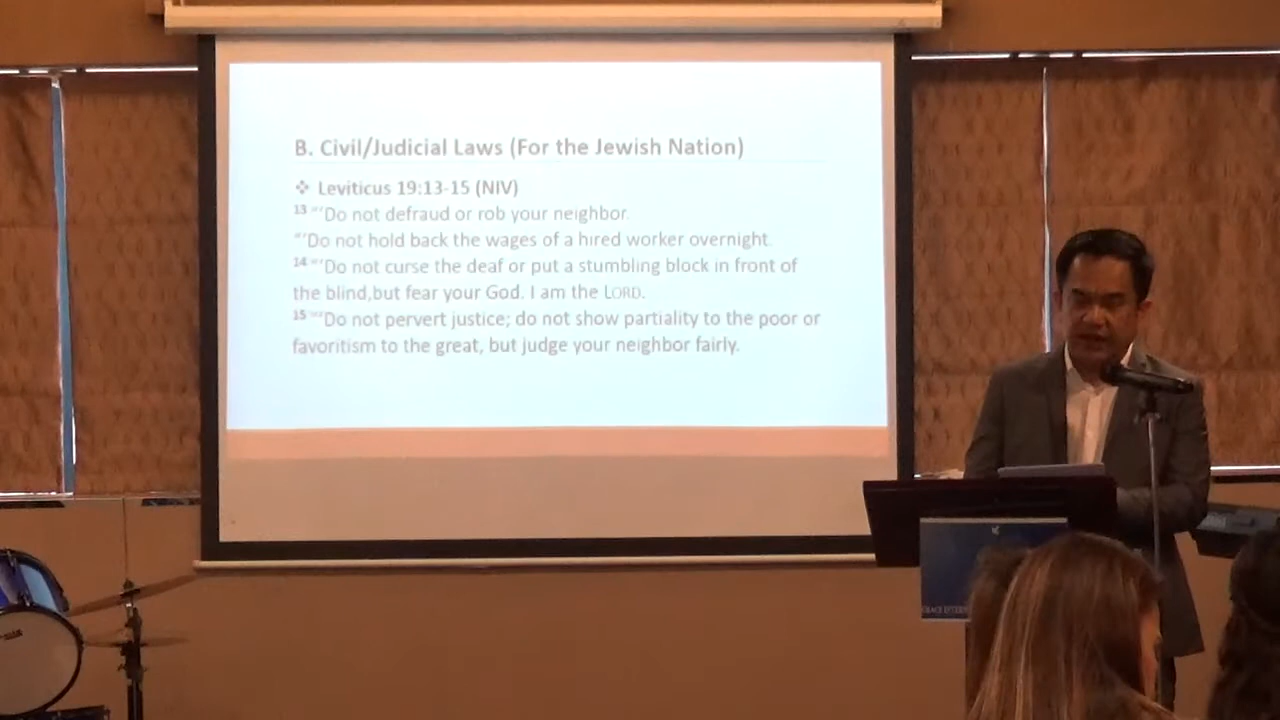 B. Civil/Judicial Laws (For the Jewish Nation)
❖ Leviticus 19:13-15 (NIV)
13 “‘Do not defraud or rob your neighbor.
“‘Do not hold back the wages of a hired worker overnight.
14 “‘Do not curse the deaf or put a stumbling block in front of
the blind,but fear your God. I am the LORD.
15 “‘Do not pervert justice; do not show partiality to the poor or
favoritism to the great, but judge your neighbor fairly.
GRACE